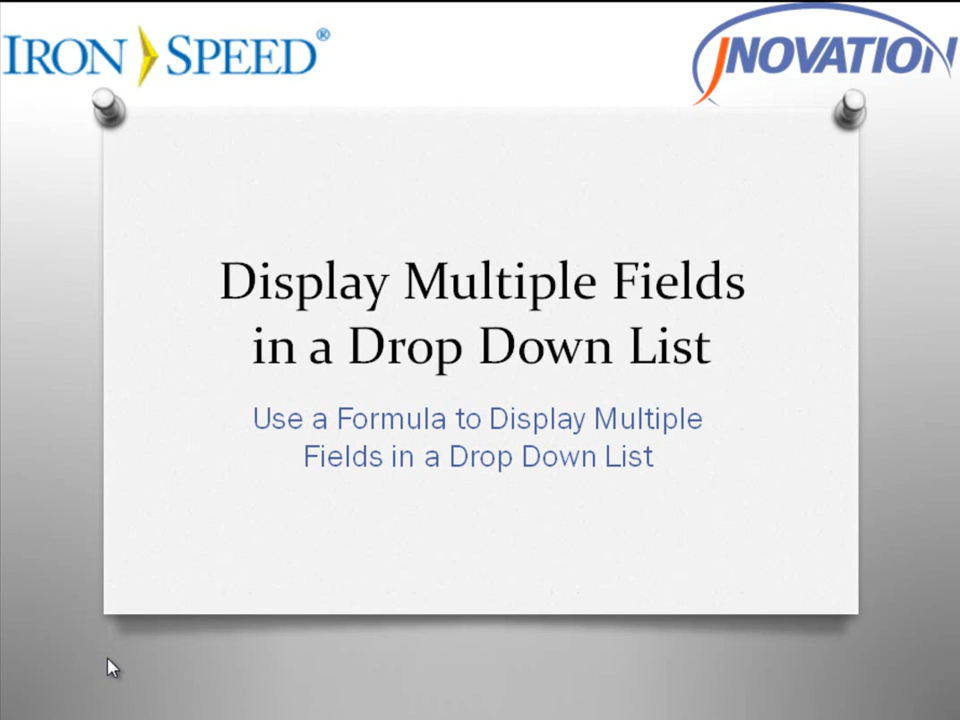 IRON SPEED®
JNOVATION
Display Multiple Fields
in a Drop Down List
Use a Formula to Display Multiple
Fields in a Drop Down List